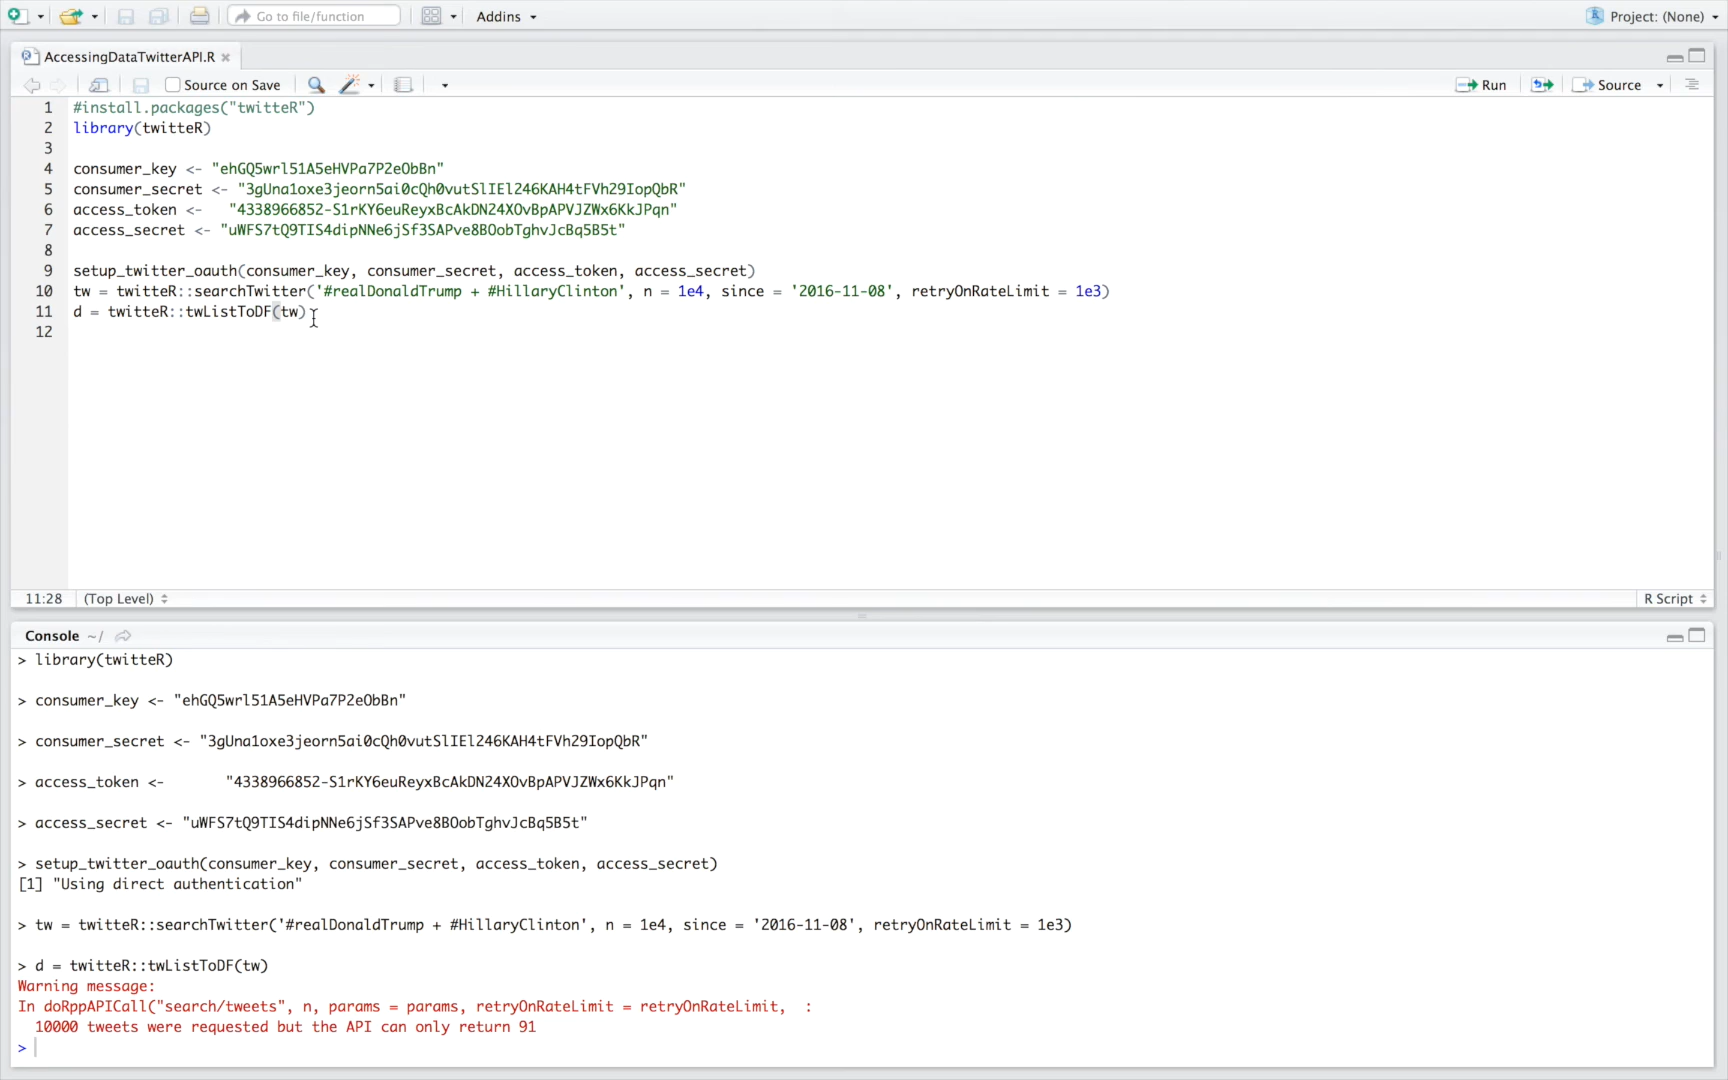 Go to file/function
Addins
Project: (None)
AccessingDataTwitterAPI.R
Source on Save
Run
Source
1 #install.packages("twitteR")
2 library(twitteR)
3
4 consumer_key <- "ehGQ5wrl51A5eHVPa7P2eObBn"
5 consumer_secret <- "3gUna1oxe3jeorn5ai0cQh0vutSlIEl246KAH4tFVh29IopQbR"
6 access_token <-   "4338966852-S1rKY6euReyxBcAkDN24XOvBpAPVJZWx6KkJPqn"
7 access_secret <- "uWFS7tQ9TIS4dipNNe6jSf3SAPve8BOobTghvJcBq5B5t"
8
9 setup_twitter_oauth(consumer_key, consumer_secret, access_token, access_secret)
10 tw = twitteR::searchTwitter('#realDonaldTrump + #HillaryClinton', n = 1e4, since = '2016-11-08', retryOnRateLimit = 1e3)
11 d = twitteR::twListToDF(tw)
12
11:28 (Top Level)
R Script
Console ~/
> library(twitteR)
> consumer_key <- "ehGQ5wrl51A5eHVPa7P2eObBn"
> consumer_secret <- "3gUna1oxe3jeorn5ai0cQh0vutSlIEl246KAH4tFVh29IopQbR"
> access_token <-       "4338966852-S1rKY6euReyxBcAkDN24XOvBpAPVJZWx6KkJPqn"
> access_secret <- "uWFS7tQ9TIS4dipNNe6jSf3SAPve8BOobTghvJcBq5B5t"
> setup_twitter_oauth(consumer_key, consumer_secret, access_token, access_secret)
[1] "Using direct authentication"
> tw = twitteR::searchTwitter('#realDonaldTrump + #HillaryClinton', n = 1e4, since = '2016-11-08', retryOnRateLimit = 1e3)
> d = twitteR::twListToDF(tw)
Warning message:
In doRppAPICall("search/tweets", n, params = params, retryOnRateLimit = retryOnRateLimit,  :
  10000 tweets were requested but the API can only return 91
>